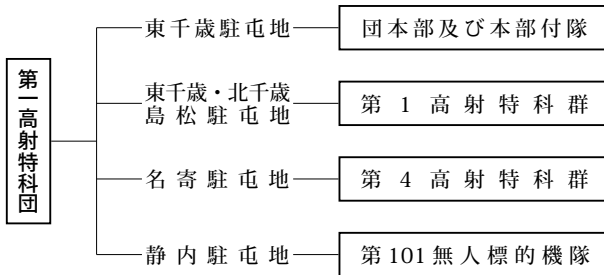 第一高射特科団
東千歳駐屯地
団本部及び本部付隊
東千歳・北千歳
島松駐屯地
第1高射特科群
名寄駐屯地
第4高射特科群
静内駐屯地
第101無人標的機隊